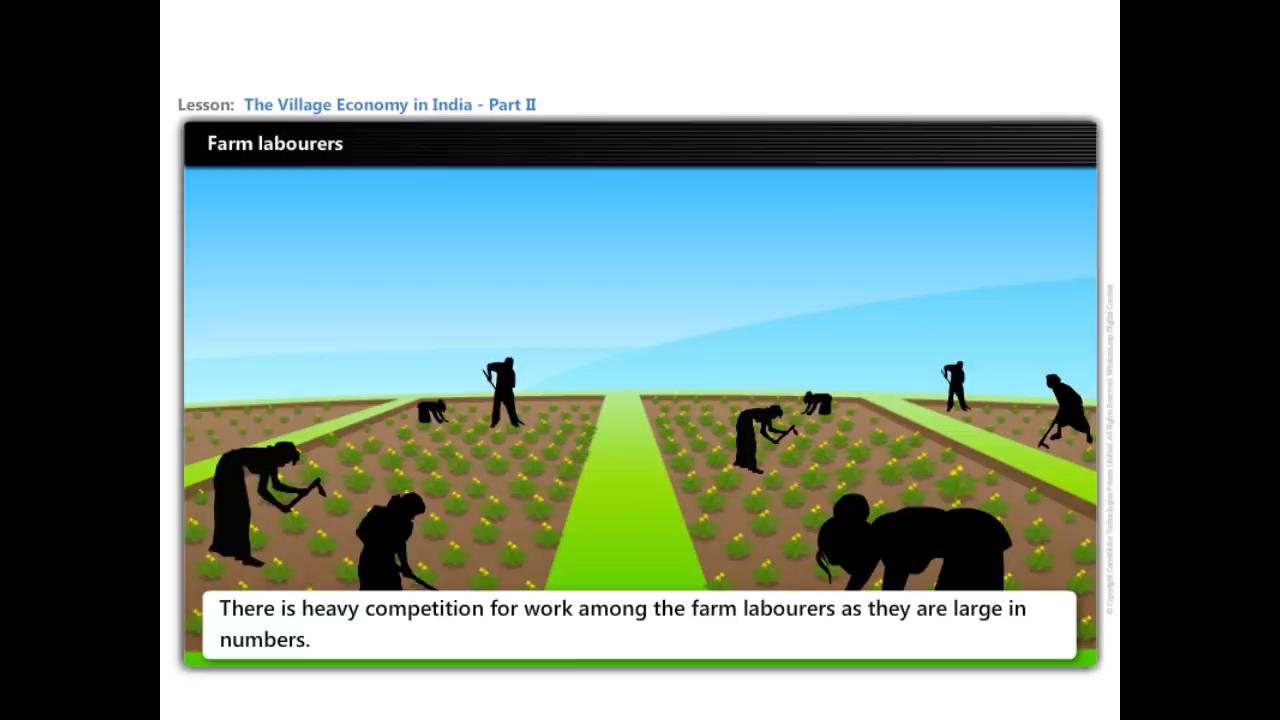 Lesson: The Village Economy in India - Part II
Farm labourers
There is heavy competition for work among the farm labourers as they are large in
numbers.